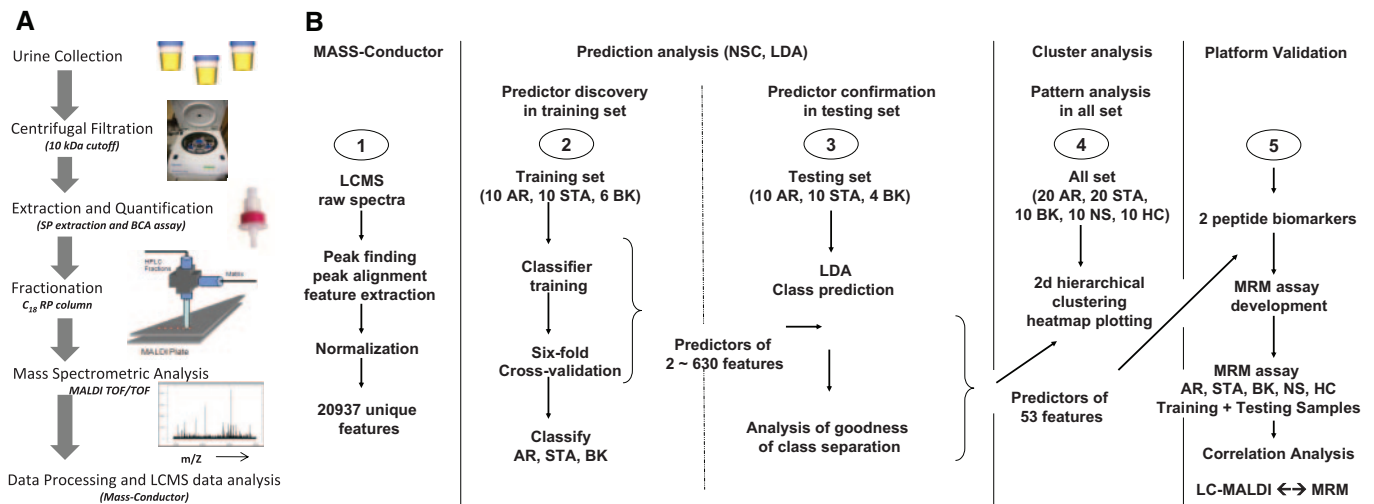 A
Urine Collection
Centrifugal Filtration
(10 kDa cutoff)
Extraction and Quantification
(SP extraction and BCA assay)
HPLC
Fractions
Matrix
Fractionation
C18 RP column
MALDI Plate
Mass Spectrometric Analysis
MALDI TOF/TOF
m/Z
Data Processing and LCMS data analysis
(Mass-Conductor)
B
MASS-Conductor
1
LCMS
raw spectra
Peak finding
peak alignment
feature extraction
Normalization
20937 unique
features
Prediction analysis (NSC, LDA)
Predictor discovery
in training set
2
Training set
(10 AR, 10 STA, 6 BK)
Classifier
training
Six-fold
Cross-validation
Classify
AR, STA, BK
Predictors of
2 ~ 630 features
Predictor confirmation
in testing set
3
Testing set
(10 AR, 10 STA, 4 BK)
LDA
Class prediction
Analysis of goodness
of class separation
Cluster analysis
Pattern analysis
in all set
4
All set
(20 AR, 20 STA,
10 BK, 10 NS, 10 HC)
2d hierarchical
clustering
heatmap plotting
Predictors of
53 features
Platform Validation
5
2 peptide biomarkers
MRM assay
development
MRM assay
AR, STA, BK, NS, HC
Training + Testing Samples
Correlation Analysis
LC-MALDI ←→ MRM